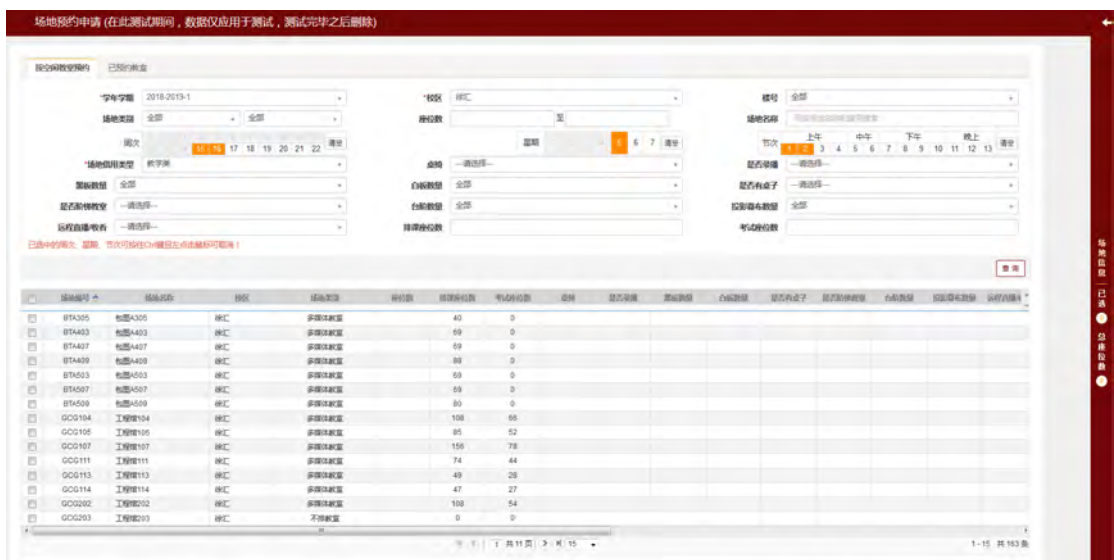 场地预约申请 (在此测试期间，数据仅应用于测试，测试完毕之后删除)
按空闲教室预约 已预约教室
*学年学期 2018-2019-1 *校区 徐汇 楼号 全部
场地类别 全部 全部 座位数 至 场地名称
周次 15 16 17 18 19 20 21 22 清空 星期 5 6 7 清空 节次 上午 中午 下午 晚上 1 2 3 4 5 6 7 8 9 10 11 12 13 清空
*场地借用类型 教学类 桌椅 ---请选择--- 是否录播 ---请选择---
黑板数量 全部 白板数量 全部 是否有桌子 ---请选择---
是否阶梯教室 ---请选择--- 台阶数量 全部 投影幕布数量 全部
远程直播/收看 ---请选择--- 排课座位数 考试座位数
已选中的周次、星期、节次可按住Ctrl键且左点击鼠标可取消！
查 询
场地编号 场地名称 校区 场地类别 座位数 排课座位数 考试座位数 桌椅 是否录播 黑板数量 白板数量 是否有桌子 是否阶梯教室 台阶数量 投影幕布数量 远程直播/
BTA305 包图A305 徐汇 多媒体教室 40 0
BTA403 包图A403 徐汇 多媒体教室 69 0
BTA407 包图A407 徐汇 多媒体教室 69 0
BTA409 包图A409 徐汇 多媒体教室 88 0
BTA503 包图A503 徐汇 多媒体教室 69 0
BTA507 包图A507 徐汇 多媒体教室 69 0
BTA509 包图A509 徐汇 多媒体教室 80 0
GCG104 工程馆104 徐汇 多媒体教室 108 66
GCG105 工程馆105 徐汇 多媒体教室 85 52
GCG107 工程馆107 徐汇 多媒体教室 156 78
GCG111 工程馆111 徐汇 多媒体教室 74 44
GCG113 工程馆113 徐汇 多媒体教室 49 28
GCG114 工程馆114 徐汇 多媒体教室 47 27
GCG202 工程馆202 徐汇 多媒体教室 108 54
GCG203 工程馆203 徐汇 不排教室 0 0
1 共11页 15
1-15 共163条
场地信息 已选 0 总座位数 0